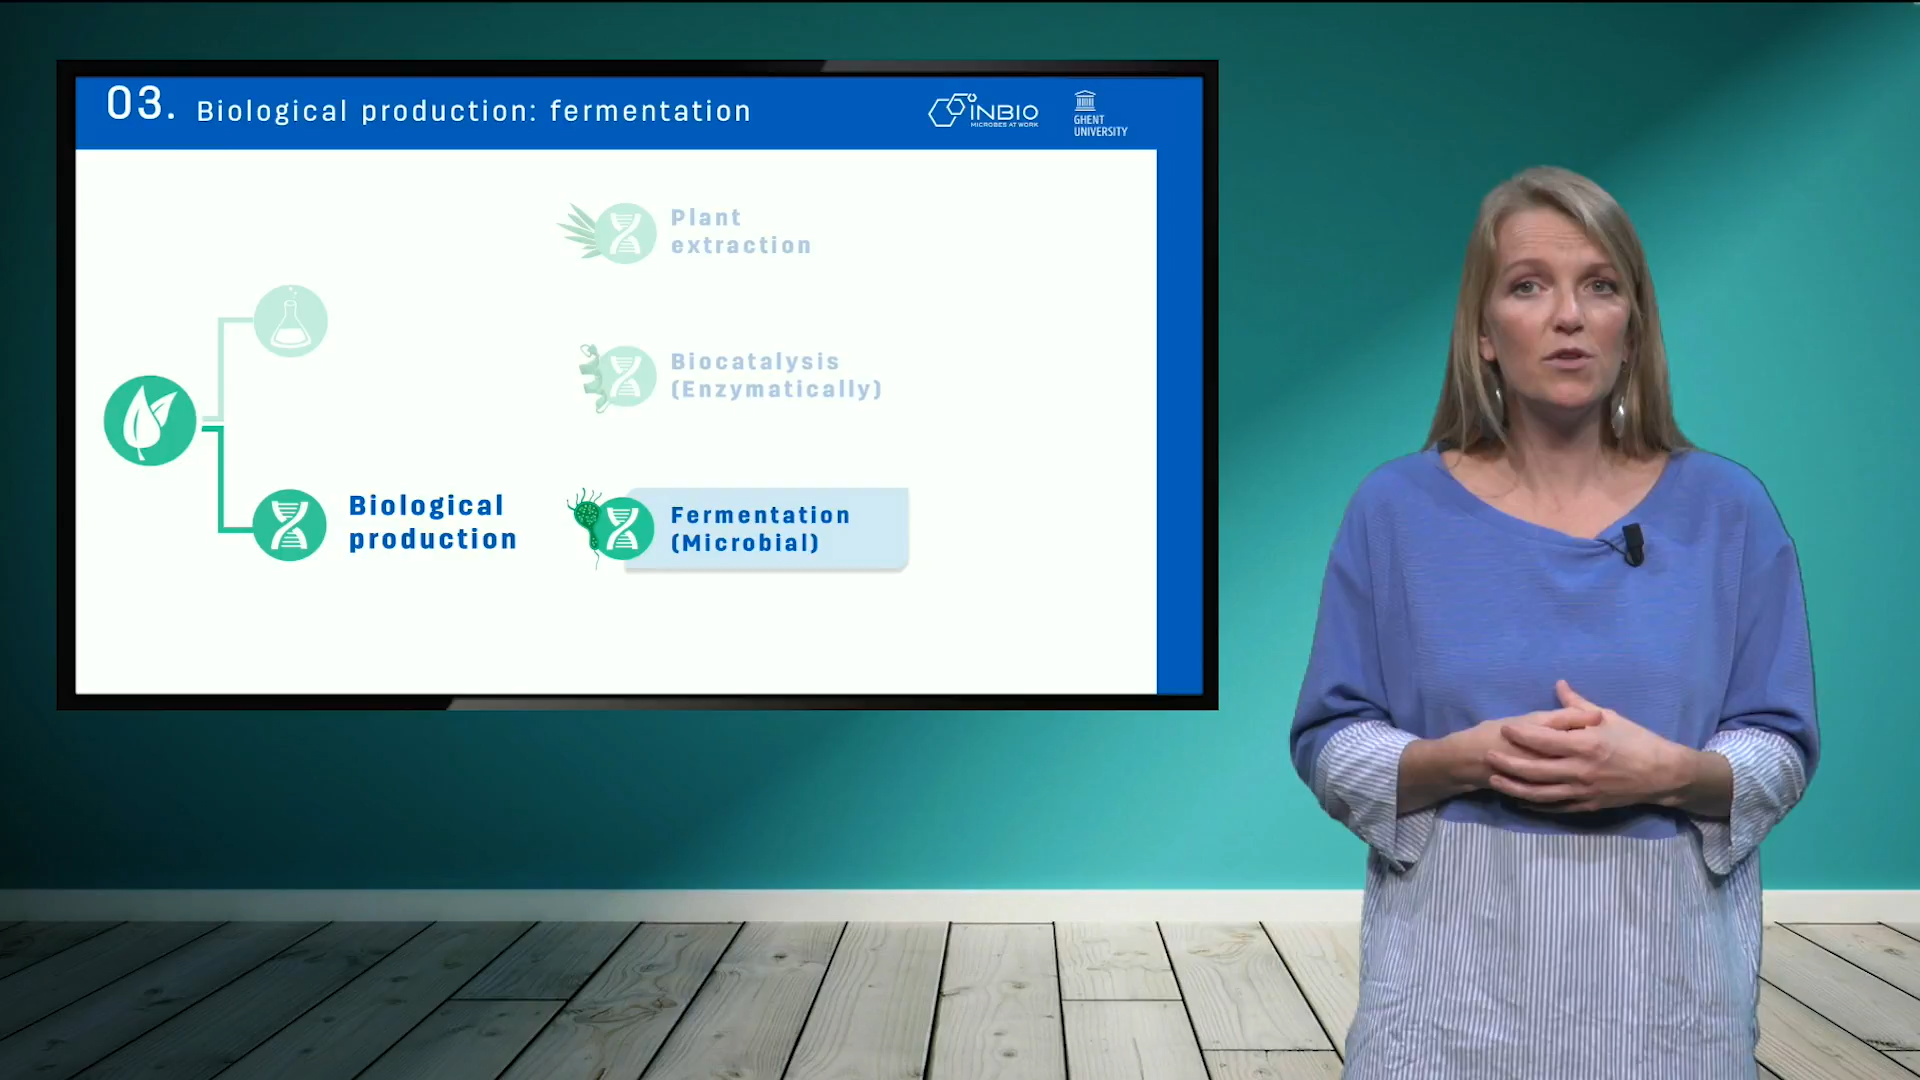 03. Biological production: fermentation
INBIO
MICROBES AT WORK
GHENT
UNIVERSITY
Plant
extraction
Biocatalysis
(Enzymatically)
Biological
production
Fermentation
(Microbial)